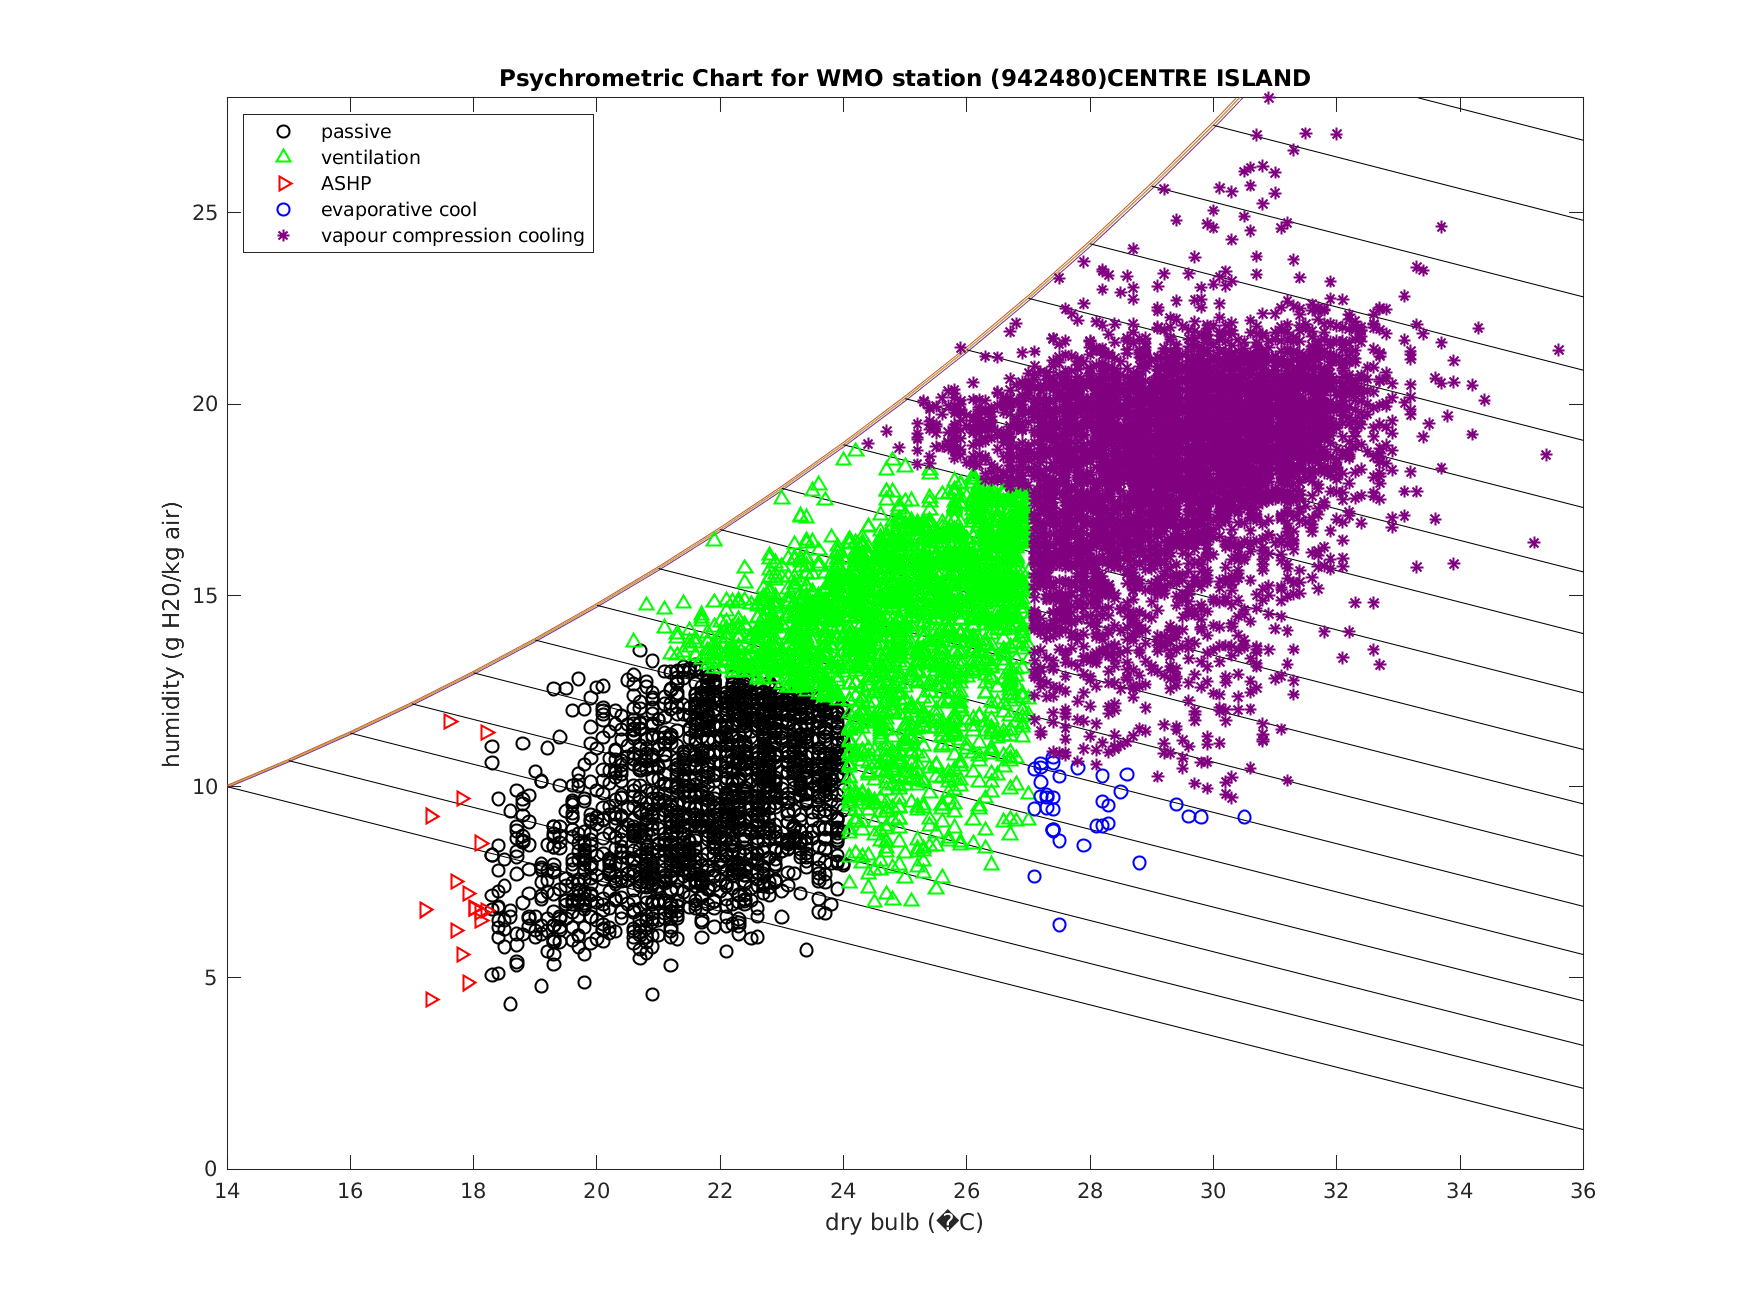 Psychrometric Chart for WMO station (942480)CENTRE ISLAND
passive
ventilation
ASHP
evaporative cool
vapour compression cooling
humidity (g H20/kg air)
25
20
15
10
5
0
14 16 18 20 22 24 26 28 30 32 34 36
dry bulb (�C)